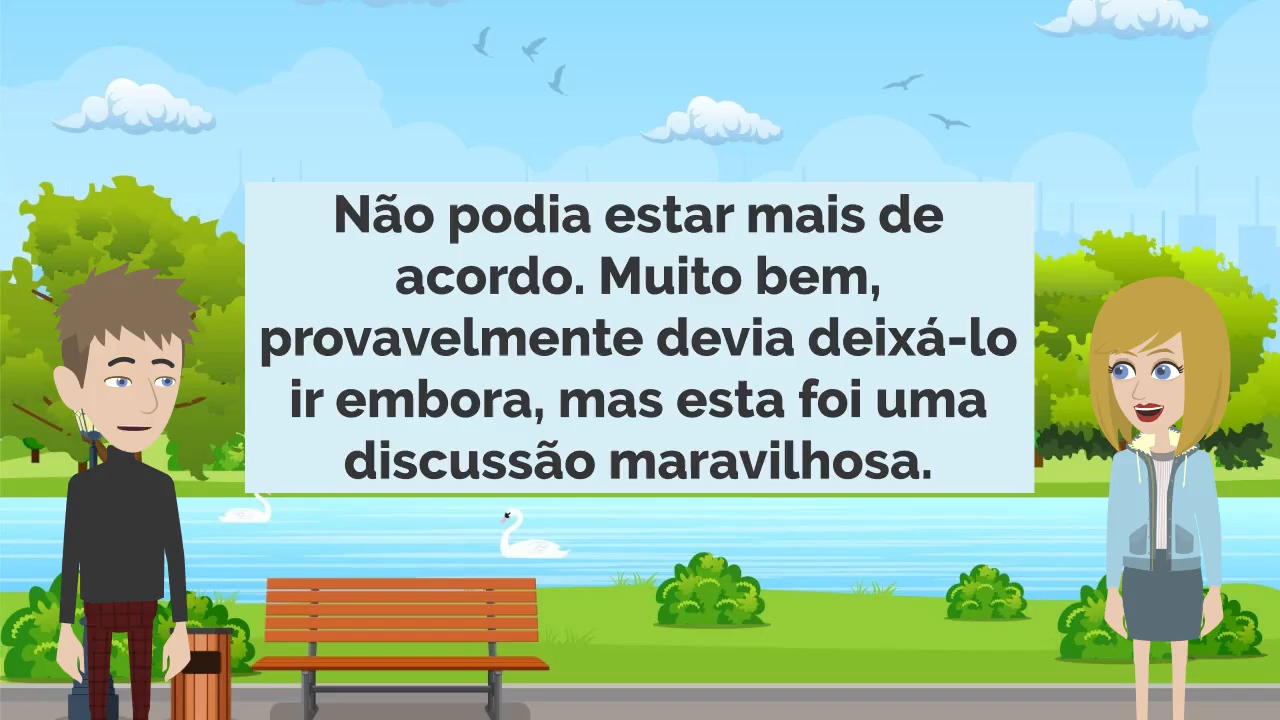 Não podia estar mais de
acordo. Muito bem,
provavelmente devia deixá-lo
ir embora, mas esta foi uma
discussão maravilhosa.